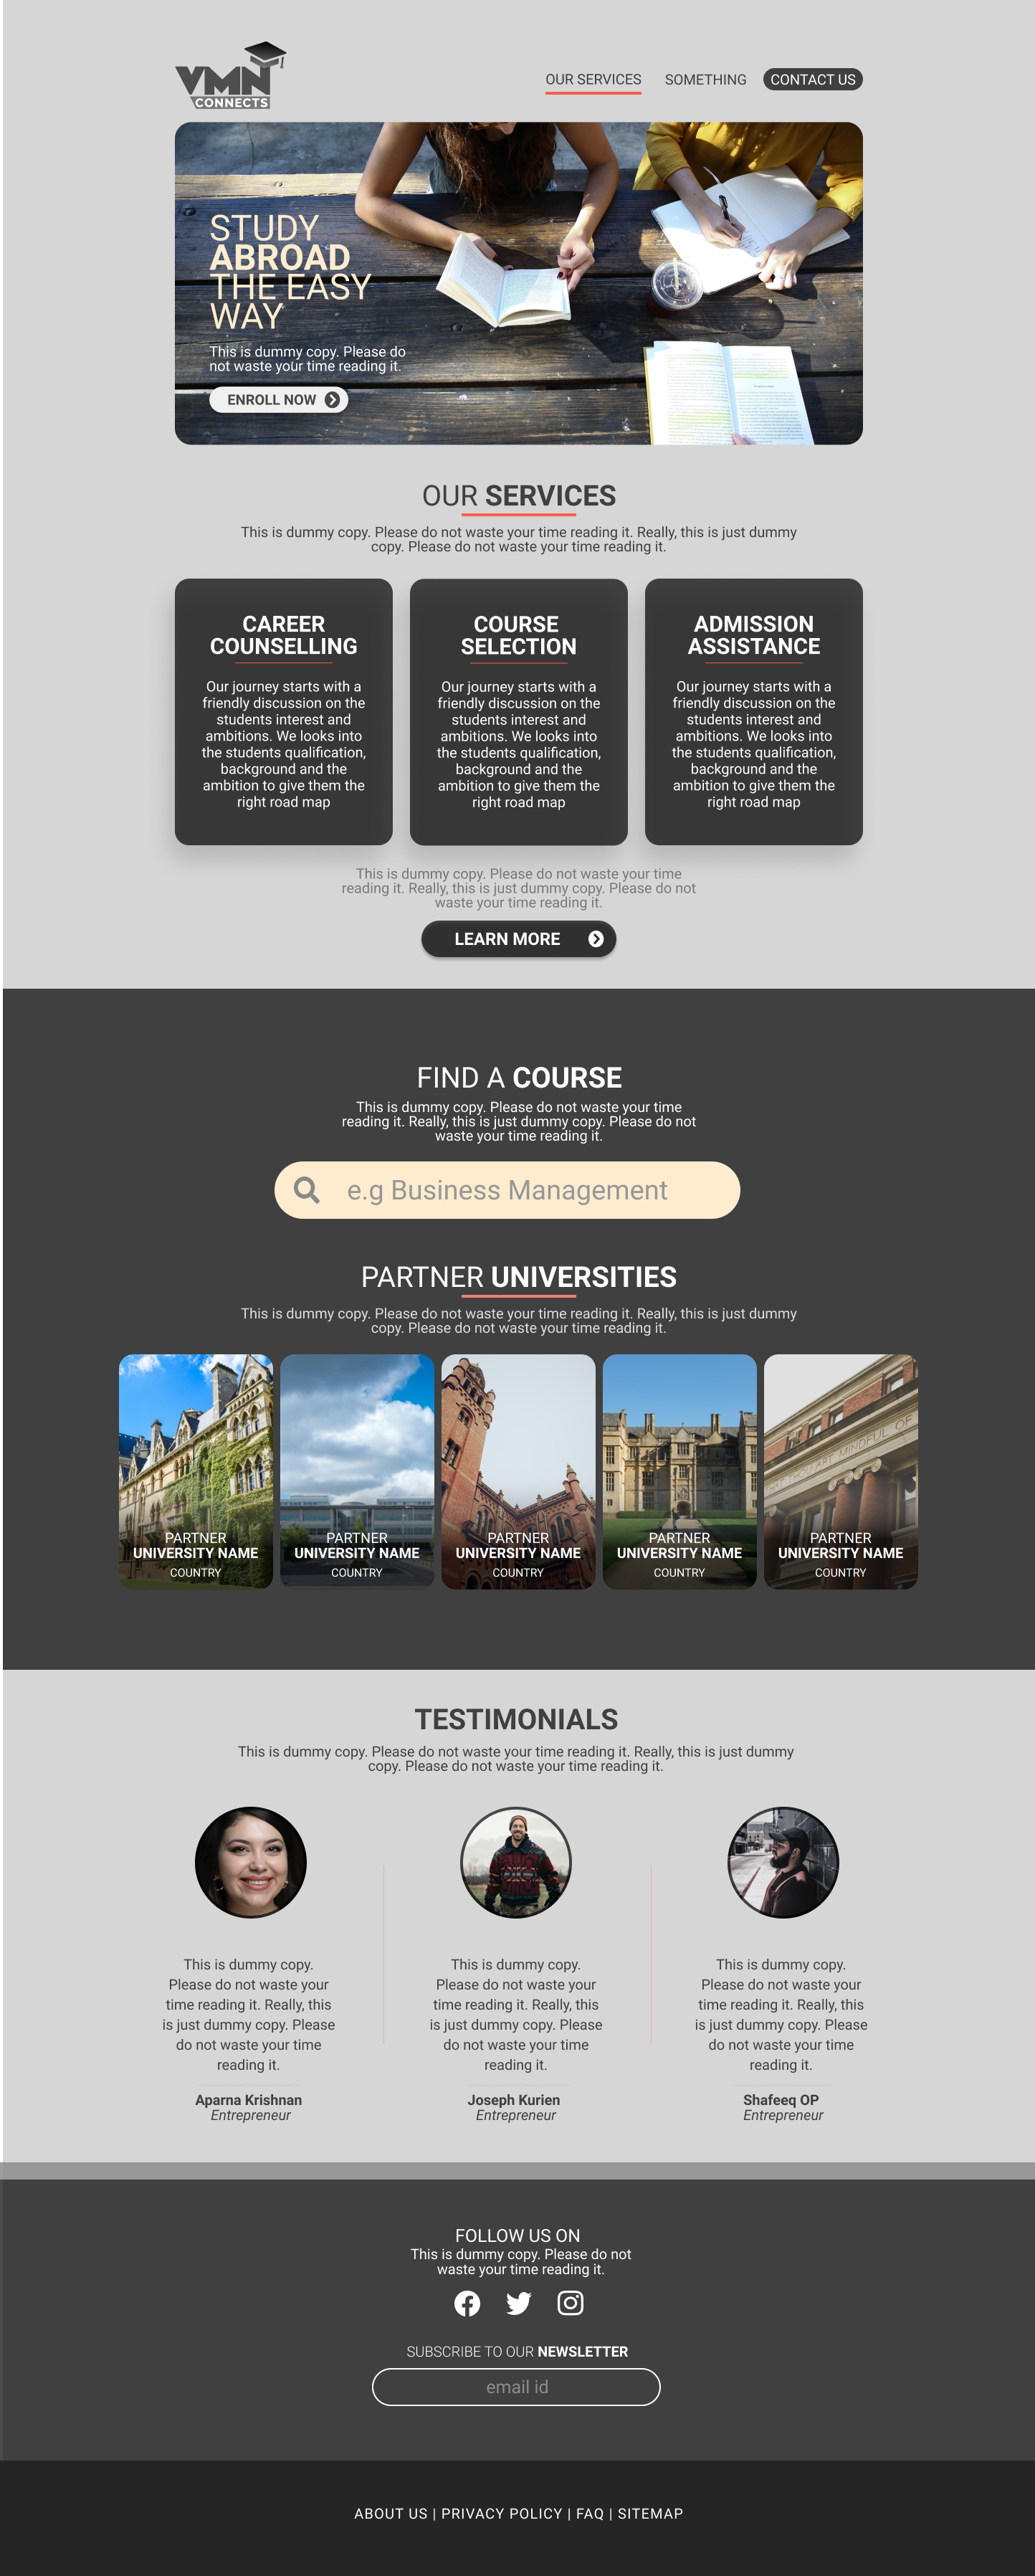 VMN
CONNECTS
OUR SERVICES SOMETHING CONTACT US
STUDY
ABROAD
THE EASY
WAY
This is dummy copy. Please do
not waste your time reading it.
ENROLL NOW
OUR SERVICES
This is dummy copy. Please do not waste your time reading it. Really, this is just dummy
copy. Please do not waste your time reading it.
CAREER
COUNSELLING
Our journey starts with a
friendly discussion on the
students interest and
ambitions. We looks into
the students qualification,
background and the
ambition to give them the
right road map
COURSE
SELECTION
Our journey starts with a
friendly discussion on the
students interest and
ambitions. We looks into
the students qualification,
background and the
ambition to give them the
right road map
ADMISSION
ASSISTANCE
Our journey starts with a
friendly discussion on the
students interest and
ambitions. We looks into
the students qualification,
background and the
ambition to give them the
right road map
This is dummy copy. Please do not waste your time
reading it. Really, this is just dummy copy. Please do not
waste your time reading it.
LEARN MORE
FIND A COURSE
This is dummy copy. Please do not waste your time
reading it. Really, this is just dummy copy. Please do not
waste your time reading it.
e.g Business Management
PARTNER UNIVERSITIES
This is dummy copy. Please do not waste your time reading it. Really, this is just dummy
copy. Please do not waste your time reading it.
PARTNER
UNIVERSITY NAME
COUNTRY
PARTNER
UNIVERSITY NAME
COUNTRY
PARTNER
UNIVERSITY NAME
COUNTRY
PARTNER
UNIVERSITY NAME
COUNTRY
THOU ART MINDFUL OF
PARTNER
UNIVERSITY NAME
COUNTRY
TESTIMONIALS
This is dummy copy. Please do not waste your time reading it. Really, this is just dummy
copy. Please do not waste your time reading it.
This is dummy copy.
Please do not waste your
time reading it. Really, this
is just dummy copy. Please
do not waste your time
reading it.
Aparna Krishnan
Entrepreneur
This is dummy copy.
Please do not waste your
time reading it. Really, this
is just dummy copy. Please
do not waste your time
reading it.
Joseph Kurien
Entrepreneur
This is dummy copy.
Please do not waste your
time reading it. Really, this
is just dummy copy. Please
do not waste your time
reading it.
Shafeeq OP
Entrepreneur
FOLLOW US ON
This is dummy copy. Please do not
waste your time reading it.
SUBSCRIBE TO OUR NEWSLETTER
email id
ABOUT US | PRIVACY POLICY | FAQ | SITEMAP